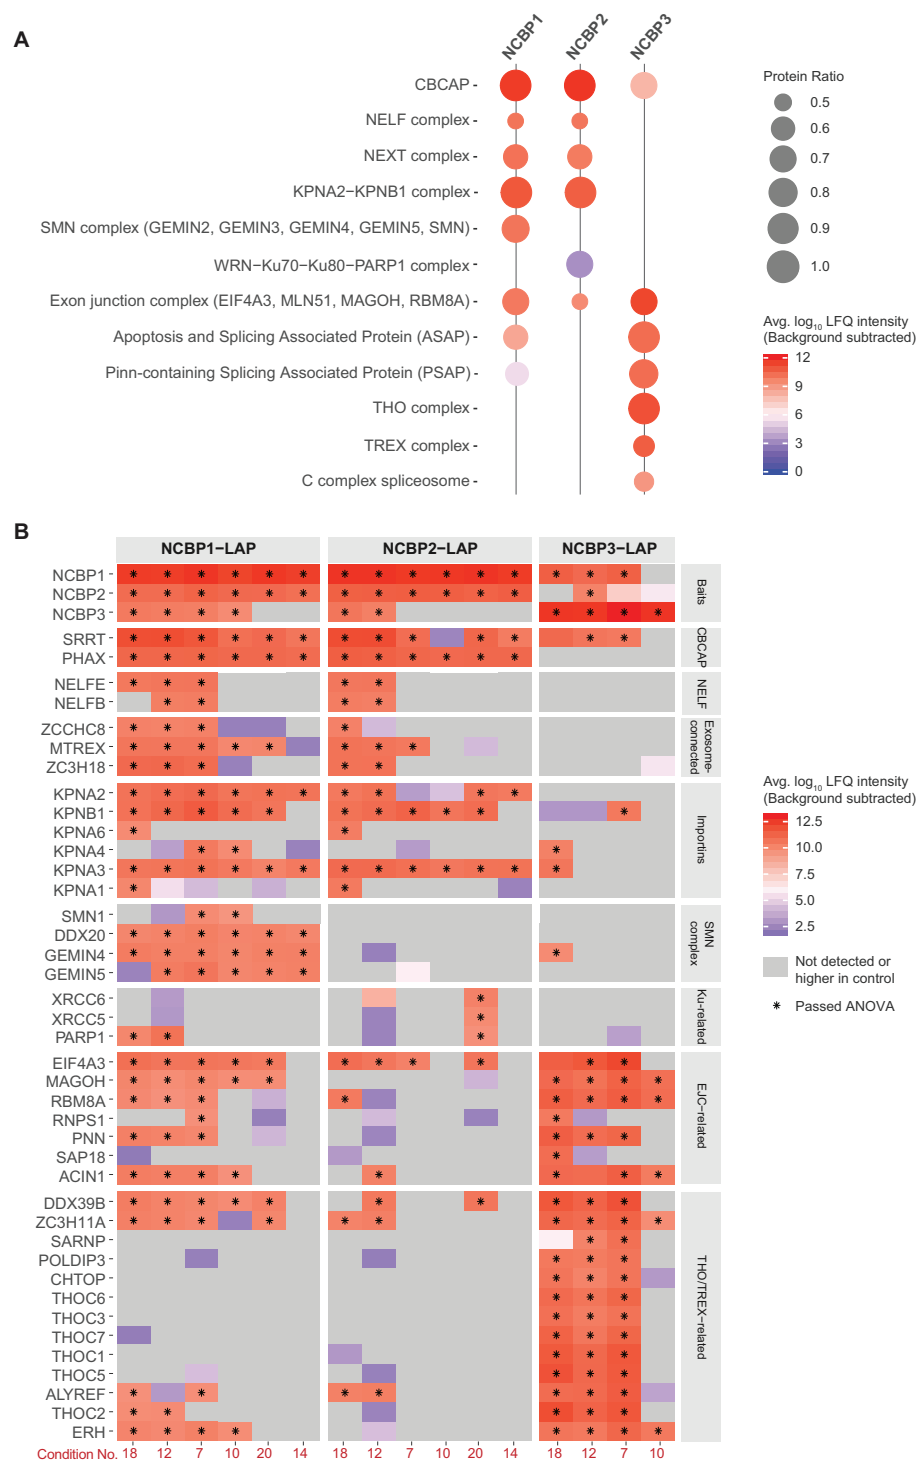 A
NCBP1
NCBP2
NCBP3
CBCAP
NELF complex
NEXT complex
KPNA2−KPNB1 complex
SMN complex (GEMIN2, GEMIN3, GEMIN4, GEMIN5, SMN)
WRN−Ku70−Ku80−PARP1 complex
Exon junction complex (EIF4A3, MLN51, MAGOH, RBM8A)
Apoptosis and Splicing Associated Protein (ASAP)
Pinn-containing Splicing Associated Protein (PSAP)
THO complex
TREX complex
C complex spliceosome
Protein Ratio
0.5
0.6
0.7
0.8
0.9
1.0
Avg. log10 LFQ intensity
(Background subtracted)
12
9
6
3
0
B
NCBP1−LAP NCBP2−LAP NCBP3−LAP
NCBP1
NCBP2
NCBP3
Baits
SRRT
PHAX
CBCAP
NELFE
NELFB
NELF
ZCCHC8
MTREX
ZC3H18
Exosome-
connected
KPNA2
KPNB1
KPNA6
KPNA4
KPNA3
KPNA1
Importins
SMN1
DDX20
GEMIN4
GEMIN5
SMN
complex
XRCC6
XRCC5
PARP1
Ku-related
EIF4A3
MAGOH
RBM8A
RNPS1
PNN
SAP18
ACIN1
EJC-related
DDX39B
ZC3H11A
SARNP
POLDIP3
CHTOP
THOC6
THOC3
THOC7
THOC1
THOC5
ALYREF
THOC2
ERH
THO/TREX−related
Condition No. 18 12 7 10 20 14 18 12 7 10 20 14 18 12 7 10
Avg. log10 LFQ intensity
(Background subtracted)
12.5
10.0
7.5
5.0
2.5
Not detected or
higher in control
* Passed ANOVA